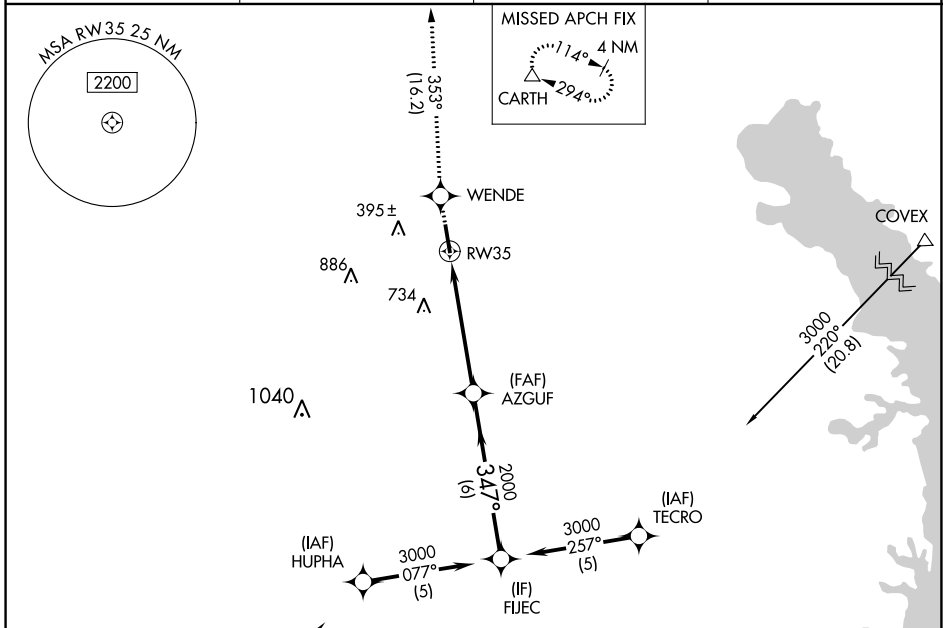 MSA RW35 25 NM
2200
353°
(16.2)
MISSED APCH FIX
114°
4 NM
294°
CARTH
WENDE
395±
RW35
886
734
COVEX
3000
220°
(20.8)
1040
(FAF)
AZGUF
2000
347°
(6)
(IAF)
HUPHA
3000
077°
(5)
(IF)
FIJEC
3000
257°
(5)
(IAF)
TECRO